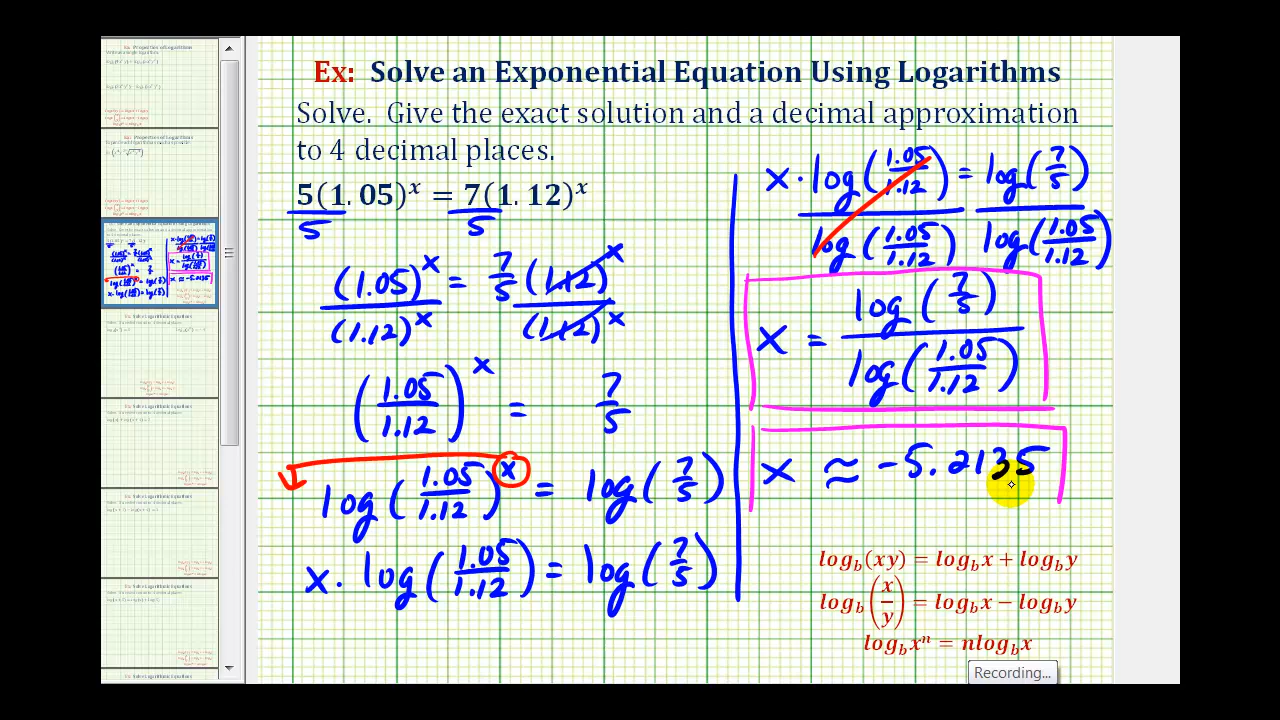 Ex: Solve an Exponential Equation Using Logarithms
Solve. Give the exact solution and a decimal approximation
to 4 decimal places.
5(1.05)^x = 7(1.12)^x
5 5
(1.05)^x / (1.12)^x = 7/5 (1.12)^x / (1.12)^x
(1.05/1.12)^x = 7/5
log(1.05/1.12)^x = log(7/5)
x · log(1.05/1.12) = log(7/5)
x · log(1.05/1.12) = log(7/5)
log(1.05/1.12) log(1.05/1.12)
x = log(7/5) / log(1.05/1.12)
x ≈ -5.2135
log_b(xy) = log_b x + log_b y
log_b(x/y) = log_b x − log_b y
log_b x^n = nlog_b x
Recording...